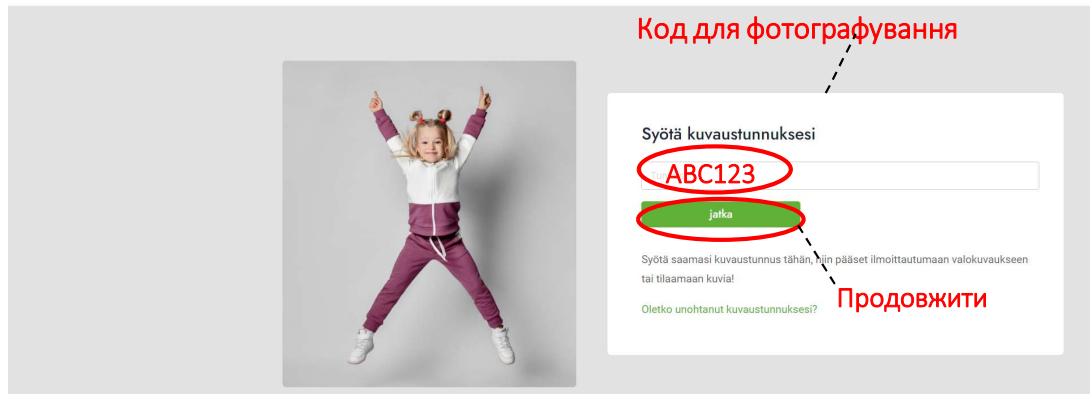 Код для фотографування
Syötä kuvaustunnuksesi
ABC123
jatka
Syötä saamasi kuvaustunnus tähän, niin pääset ilmoittautumaan valokuvaukseen
tai tilaamaan kuvia!
Продовжити
Oletko unohtanut kuvaustunnuksesi?